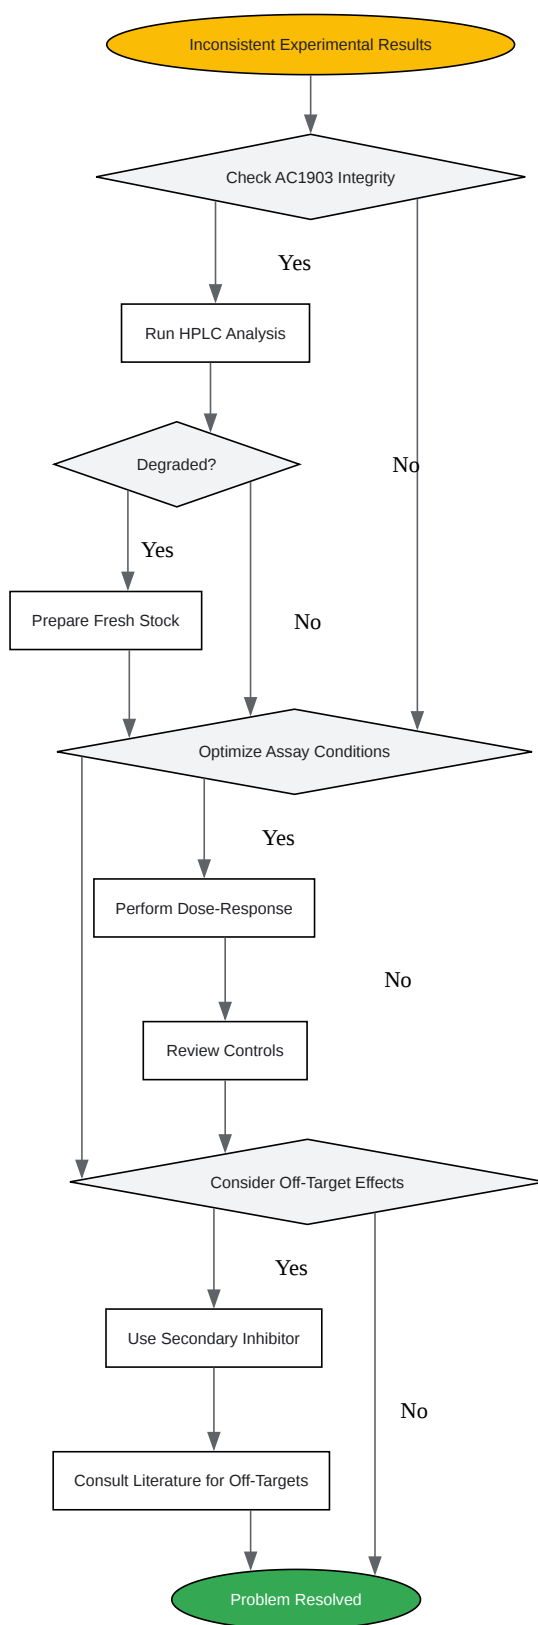 Inconsistent Experimental Results
Check AC1903 Integrity
Yes
Run HPLC Analysis
Degraded?
No
Yes
Prepare Fresh Stock
No
Optimize Assay Conditions
Yes
Perform Dose-Response
No
Review Controls
Consider Off-Target Effects
Yes
Use Secondary Inhibitor
No
Consult Literature for Off-Targets
Problem Resolved